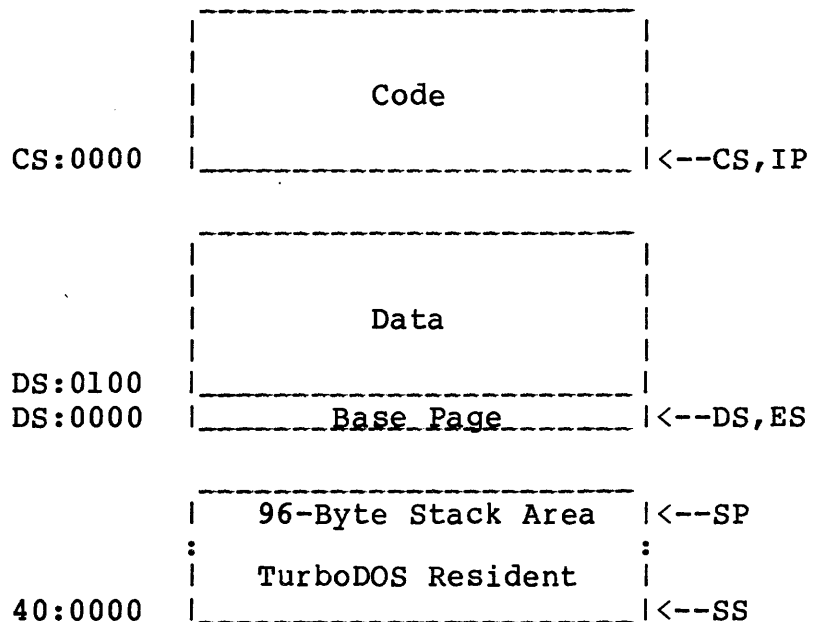 Code
CS:0000 <--CS,IP
Data
DS:0100
DS:0000 Base Page <--DS,ES
96-Byte Stack Area <--SP
TurboDOS Resident
40:0000 <--SS